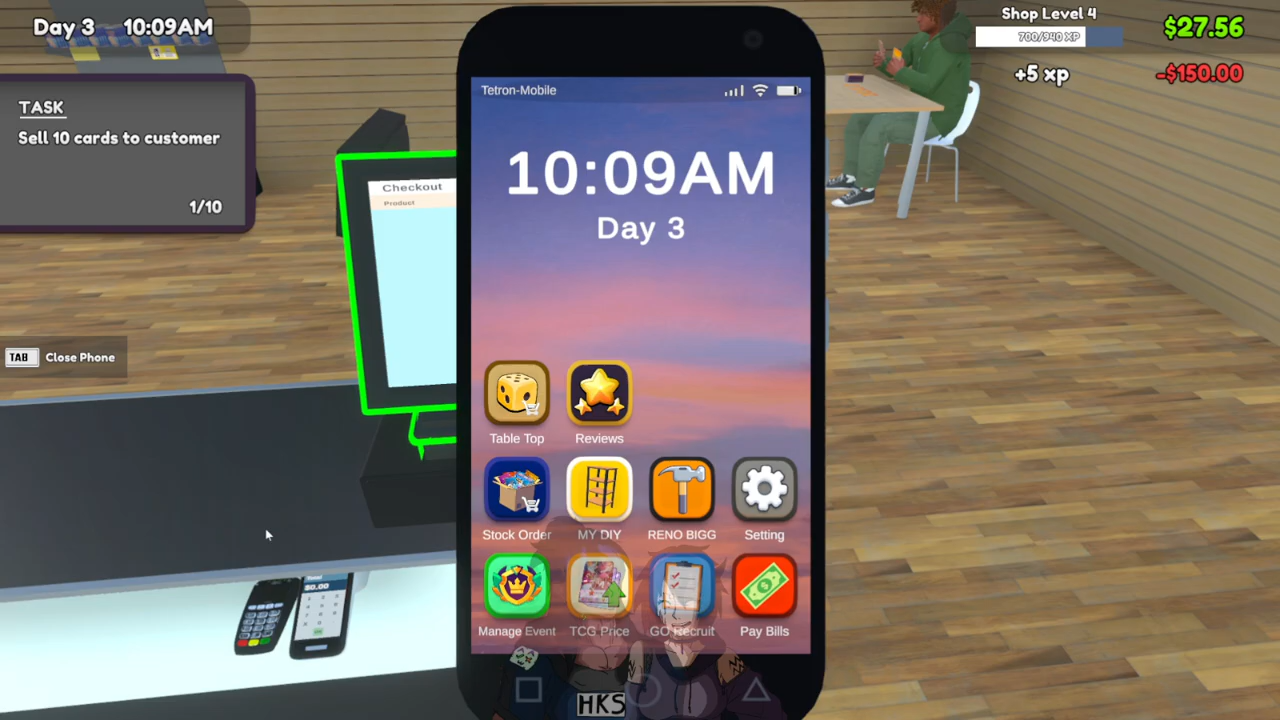 Day 3 10:09AM
TASK
Sell 10 cards to customer
1/10
TAB Close Phone
Checkout
Product
Tetron-Mobile
10:09AM
Day 3
Table Top
Reviews
Stock Order
MY DIY
RENO BIGG
Setting
Manage Event
TCG Price
GO Recruit
Pay Bills
HKS
Shop Level 4
700/940 XP
+5 xp
$27.56
-$150.00